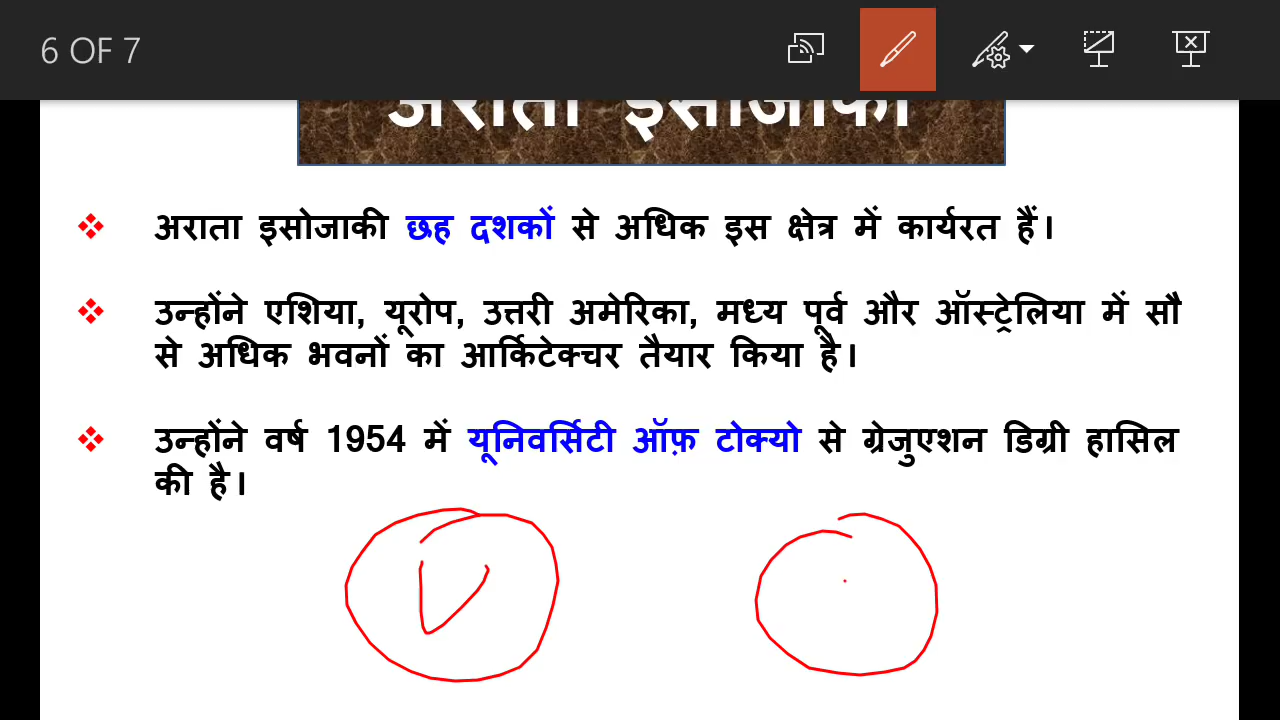 6 OF 7
अराता इसोजाकी
अराता इसोजाकी छह दशकों से अधिक इस क्षेत्र में कार्यरत हैं।
उन्होंने एशिया, यूरोप, उत्तरी अमेरिका, मध्य पूर्व और ऑस्ट्रेलिया में सौ
से अधिक भवनों का आर्किटेक्चर तैयार किया है।
उन्होंने वर्ष 1954 में यूनिवर्सिटी ऑफ़ टोक्यो से ग्रेजुएशन डिग्री हासिल
की है।